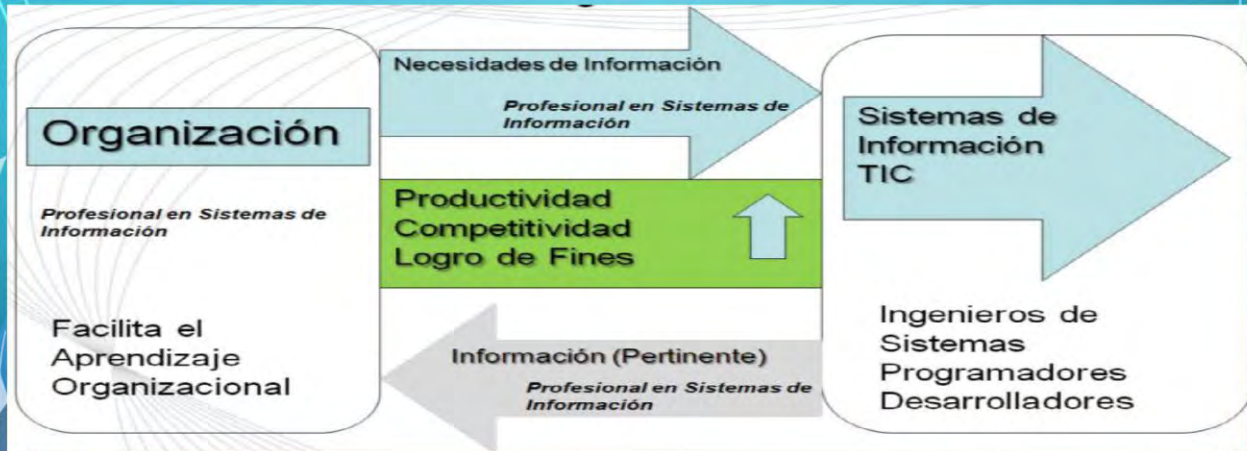 Organización
Profesional en Sistemas de
Información
Facilita el
Aprendizaje
Organizacional
Necesidades de Información
Profesional en Sistemas de
Información
Productividad
Competitividad
Logro de Fines
Información (Pertinente)
Profesional en Sistemas de
Información
Sistemas de
Información
TIC
Ingenieros de
Sistemas
Programadores
Desarrolladores